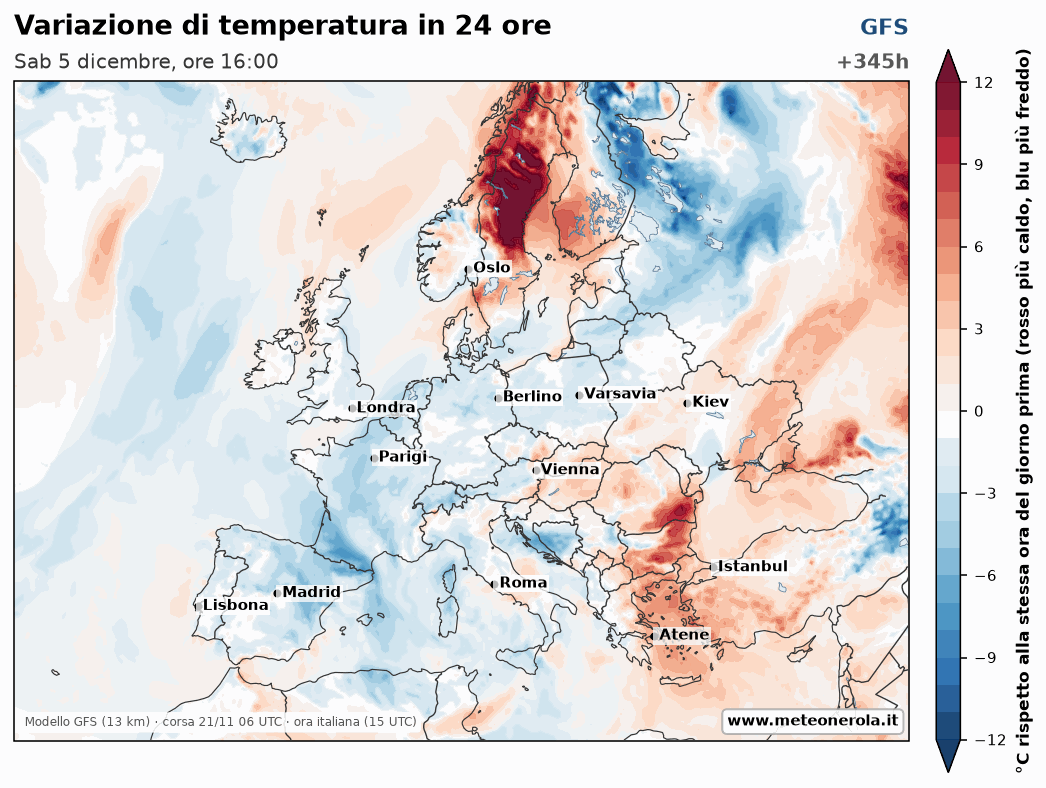 Variazione di temperatura in 24 ore
GFS
Sab 5 dicembre, ore 16:00
+345h
12
9
6
3
0
−3
−6
−9
−12
°C rispetto alla stessa ora del giorno prima (rosso più caldo, blu più freddo)
Oslo
Londra
Berlino
Varsavia
Kiev
Parigi
Vienna
Istanbul
Roma
Madrid
Lisbona
Atene
Modello GFS (13 km) · corsa 21/11 06 UTC · ora italiana (15 UTC)
www.meteonerola.it